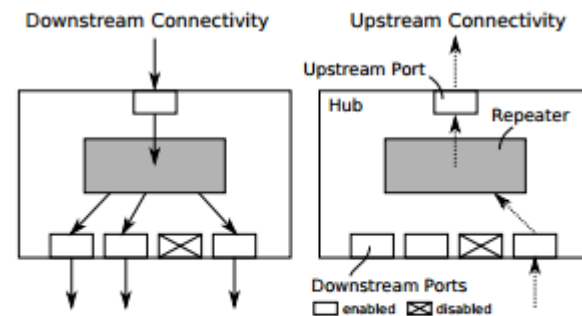 Downstream Connectivity
Upstream Connectivity
Upstream Port
Hub
Repeater
Downstream Ports
enabled disabled